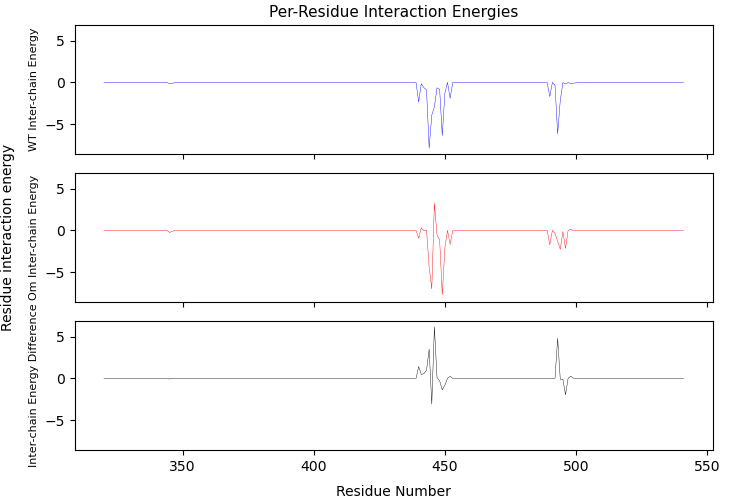 Per-Residue Interaction Energies
Residue interaction energy
WT Inter-chain Energy
5
0
−5
Om Inter-chain Energy
5
0
−5
Inter-chain Energy Difference
5
0
−5
350
400
450
500
550
Residue Number